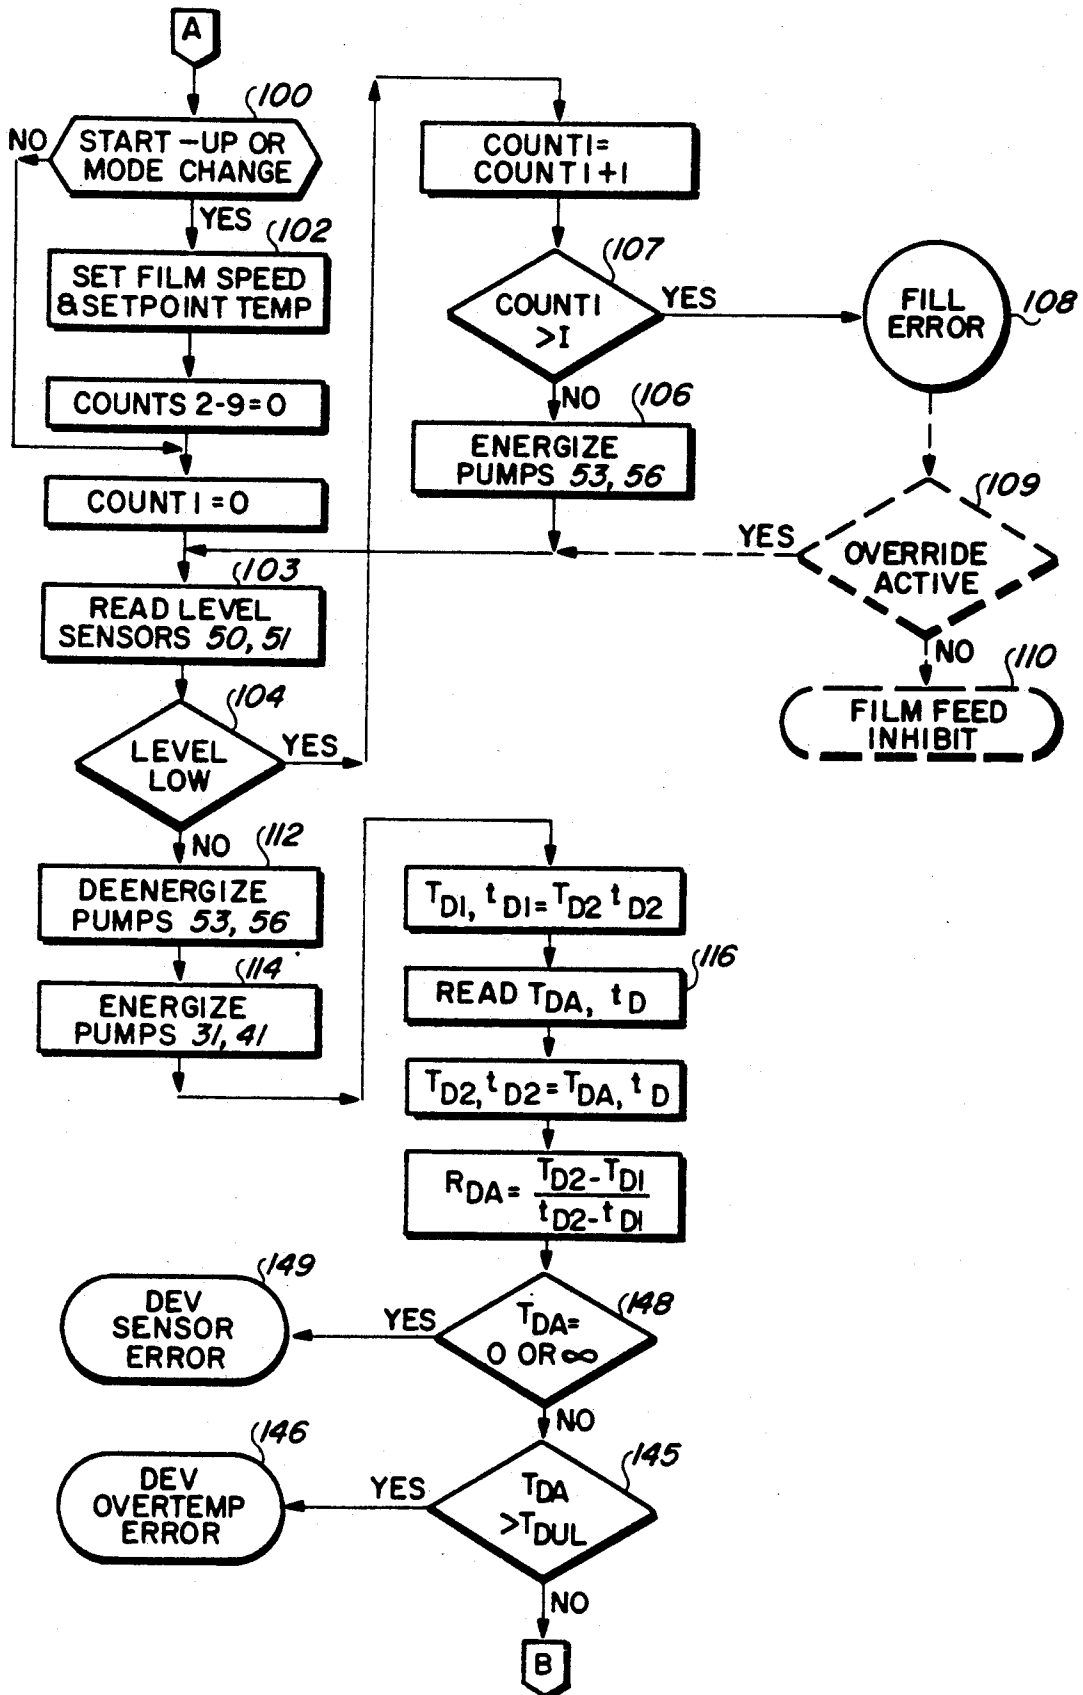 A
100
NO
START-UP OR
MODE CHANGE
YES
102
SET FILM SPEED
& SETPOINT TEMP
COUNTS 2-9=0
COUNT1=0
103
READ LEVEL
SENSORS 50, 51
104
LEVEL
LOW
YES
NO
112
DEENERGIZE
PUMPS 53, 56
114
ENERGIZE
PUMPS 31, 41
COUNT1=
COUNT1+1
107
COUNT1
>I
YES
NO
106
ENERGIZE
PUMPS 53, 56
FILL
ERROR
108
109
YES
OVERRIDE
ACTIVE
NO
110
FILM FEED
INHIBIT
TD1, tD1=TD2 tD2
116
READ TDA, tD
TD2, tD2=TDA, tD
RDA= TD2-TD1
tD2-tD1
148
TDA=
0 OR ∞
YES
149
DEV
SENSOR
ERROR
NO
145
TDA
>TDUL
YES
146
DEV
OVERTEMP
ERROR
NO
B